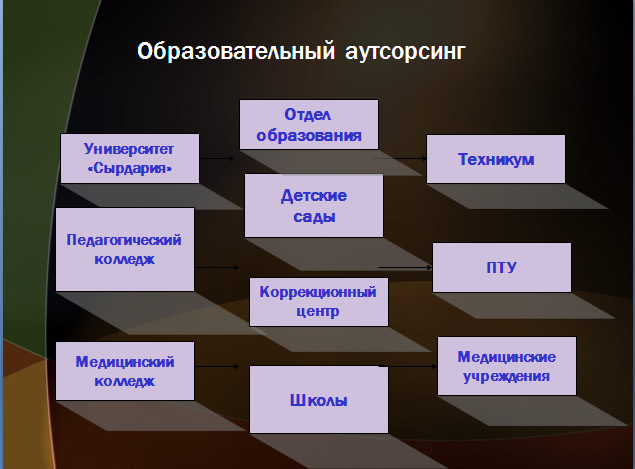 Образовательный аутсорсинг
Отдел
образования
Университет
«Сырдария»
Техникум
Детские
сады
Педагогический
колледж
ПТУ
Коррекционный
центр
Медицинский
колледж
Медицинские
учреждения
Школы